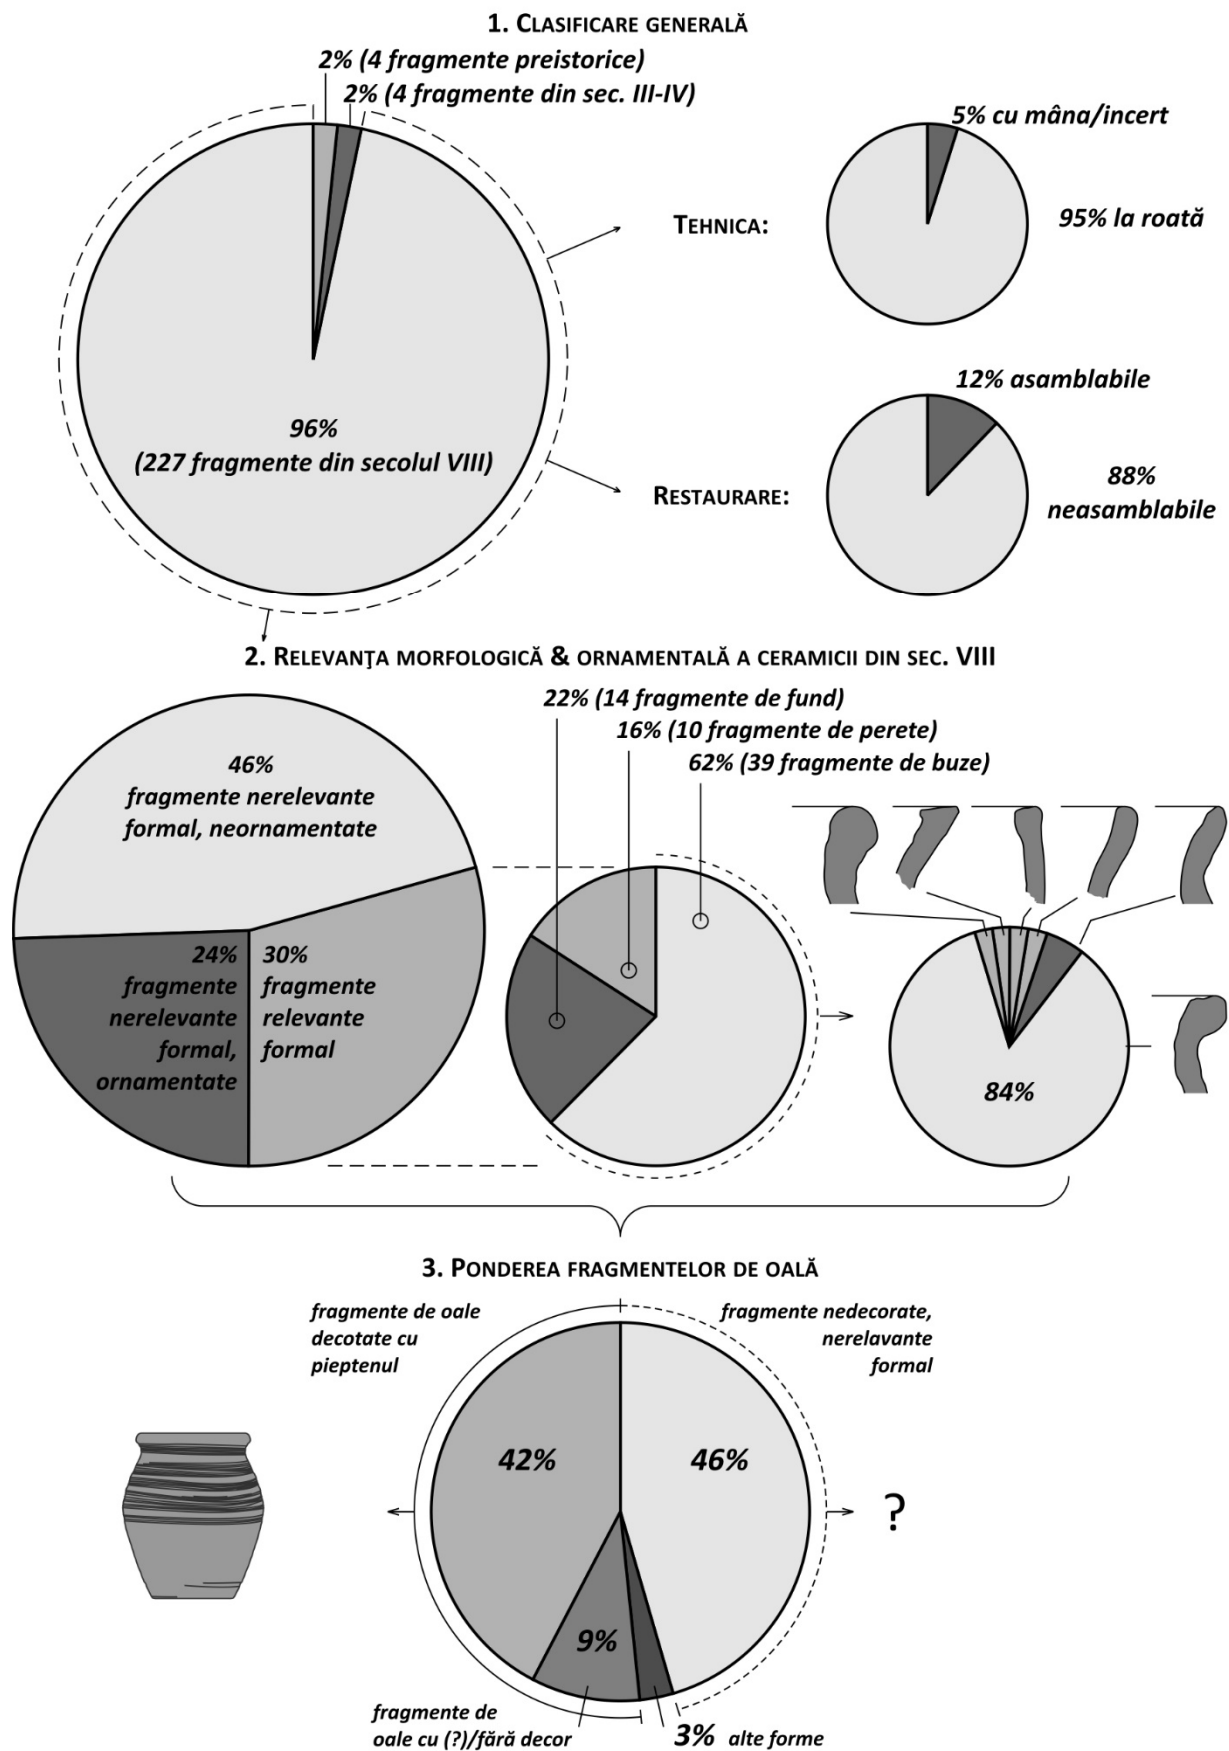 1. Clasificare generală
2% (4 fragmente preistorice)
2% (4 fragmente din sec. III-IV)
96%
(227 fragmente din secolul VIII)
Tehnica:
5% cu mâna/incert
95% la roată
Restaurare:
12% asamblabile
88%
neasamblabile
2. Relevanţa morfologică & ornamentală a ceramicii din sec. VIII
46%
fragmente nerelevante
formal, neornamentate
24%
fragmente
nerelevante
formal,
ornamentate
30%
fragmente
relevante
formal
22% (14 fragmente de fund)
16% (10 fragmente de perete)
62% (39 fragmente de buze)
84%
3. Ponderea fragmentelor de oală
fragmente de oale
decotate cu
pieptenul
fragmente nedecorate,
nerelavante
formal
42%
46%
?
9%
fragmente de
oale cu (?)/fără decor
3% alte forme